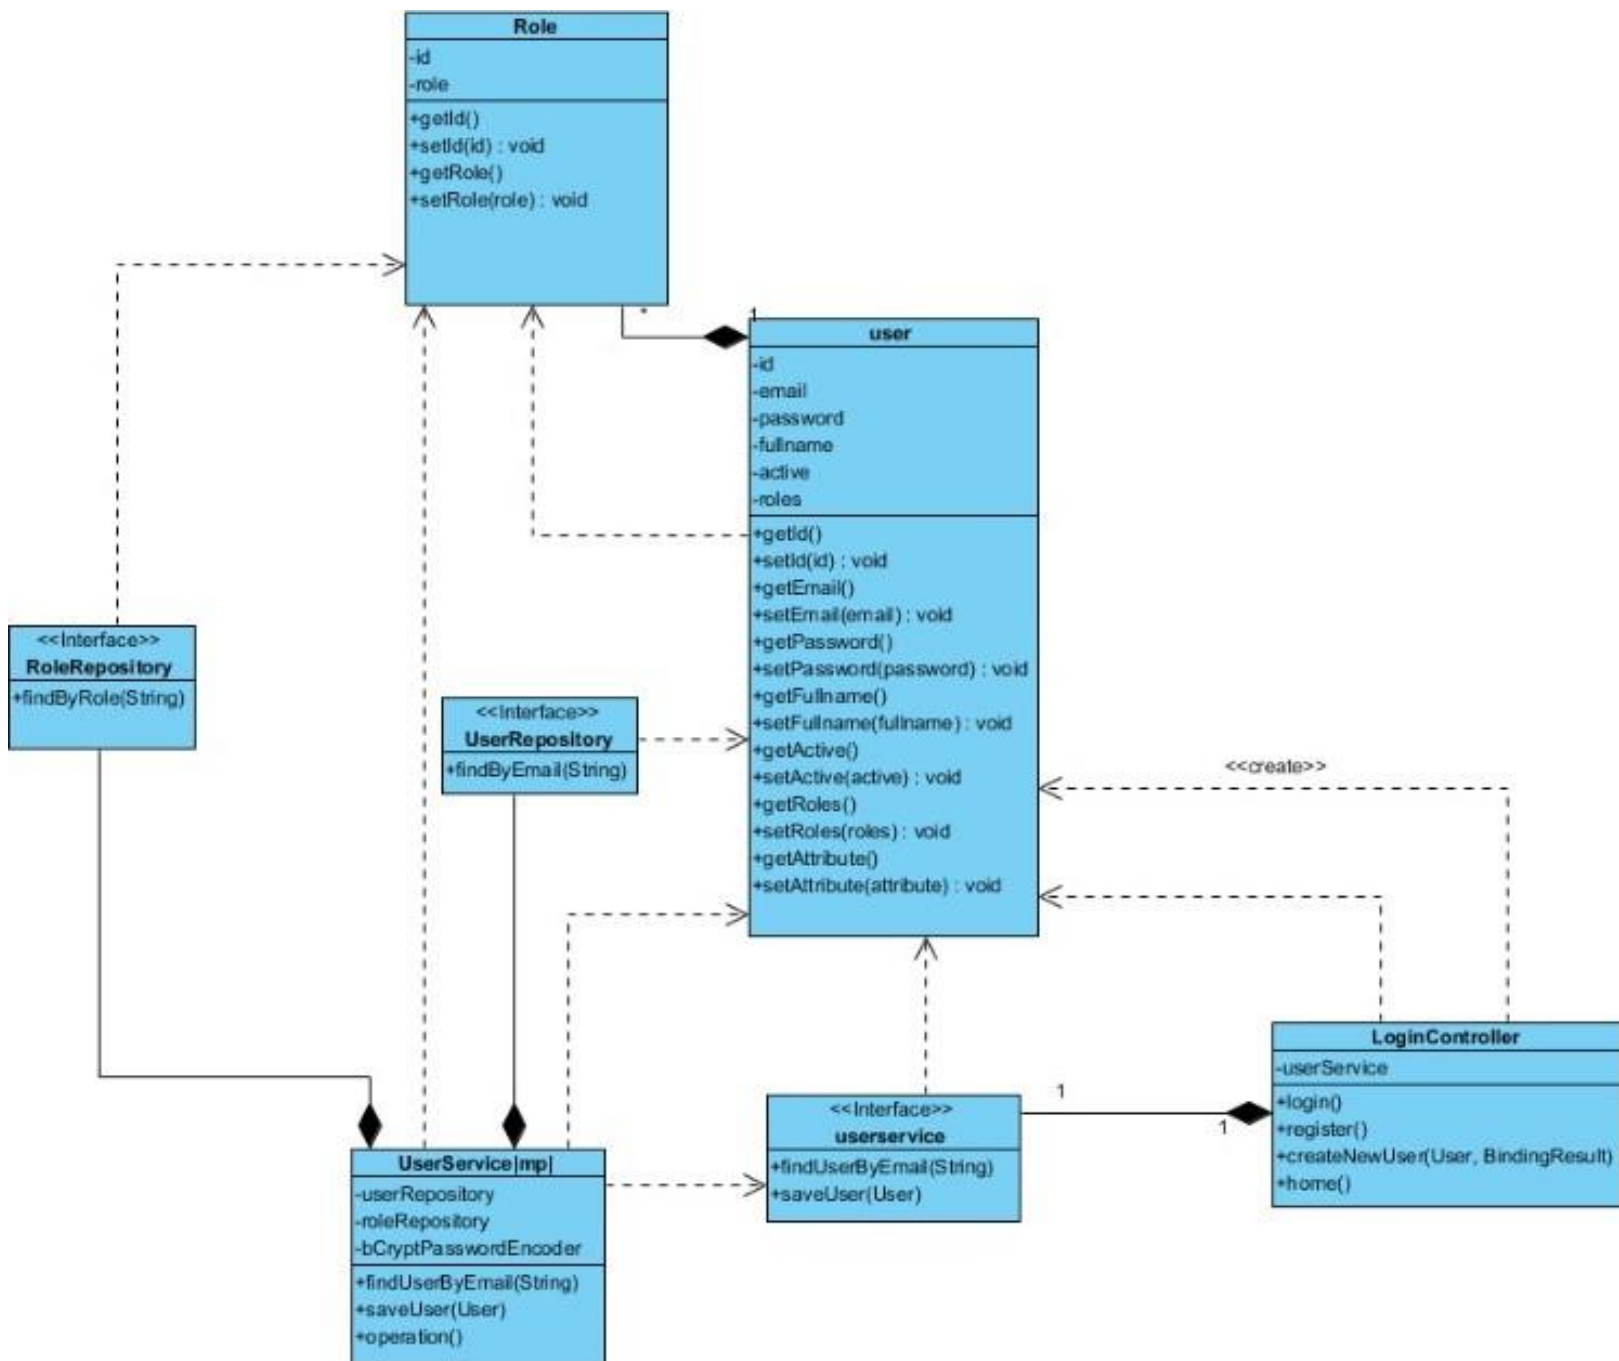 Role
-id
-role
+getId()
+setId(id) : void
+getRole()
+setRole(role) : void
*
1
user
-id
-email
-password
-fullname
-active
-roles
+getId()
+setId(id) : void
+getEmail()
+setEmail(email) : void
+getPassword()
+setPassword(password) : void
+getFullname()
+setFullname(fullname) : void
+getActive()
+setActive(active) : void
+getRoles()
+setRoles(roles) : void
+getAttribute()
+setAttribute(attribute) : void
<<Interface>>
RoleRepository
+findByRole(String)
<<Interface>>
UserRepository
+findByEmail(String)
<<create>>
UserService|mp|
-userRepository
-roleRepository
-bCryptPasswordEncoder
+findUserByEmail(String)
+saveUser(User)
+operation()
<<Interface>>
userservice
+findUserByEmail(String)
+saveUser(User)
1
1
LoginController
-userService
+login()
+register()
+createNewUser(User, BindingResult)
+home()